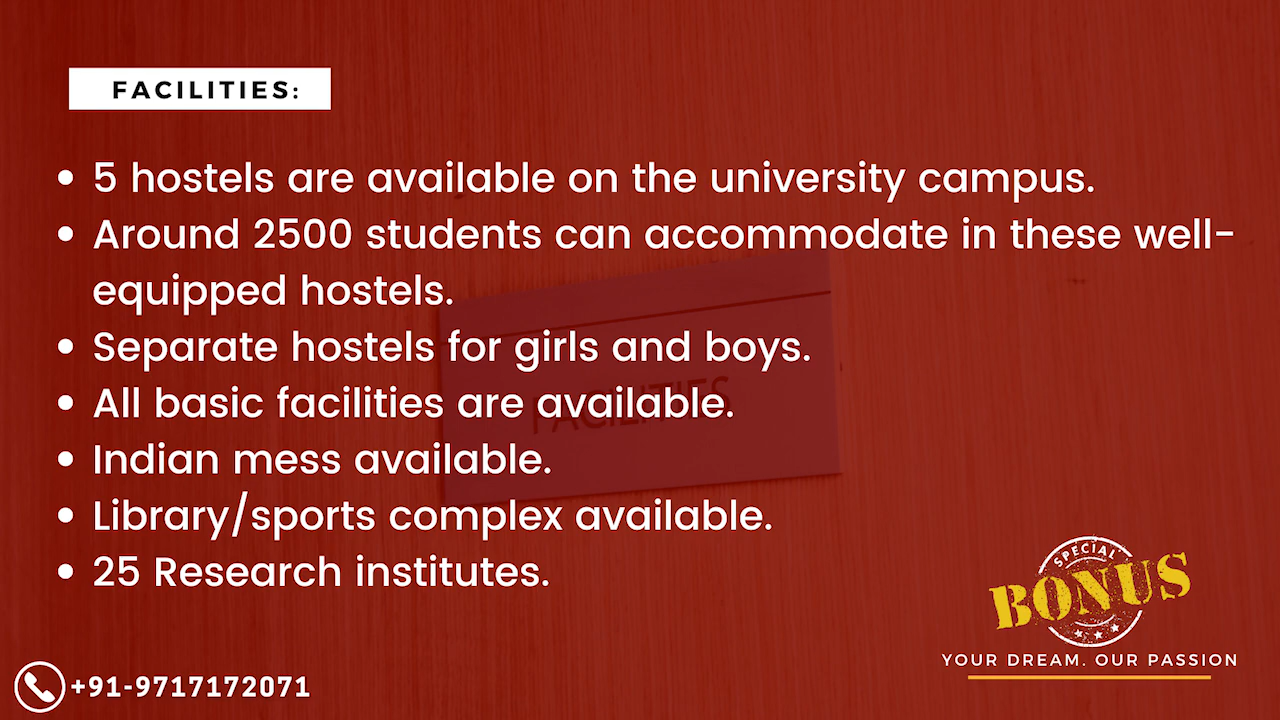 FACILITIES:
5 hostels are available on the university campus.
Around 2500 students can accommodate in these well-
equipped hostels.
Separate hostels for girls and boys.
All basic facilities are available.
FACILITIES
Indian mess available.
Library/sports complex available.
25 Research institutes.
SPECIAL
BONUS
YOUR DREAM. OUR PASSION
+91-9717172071